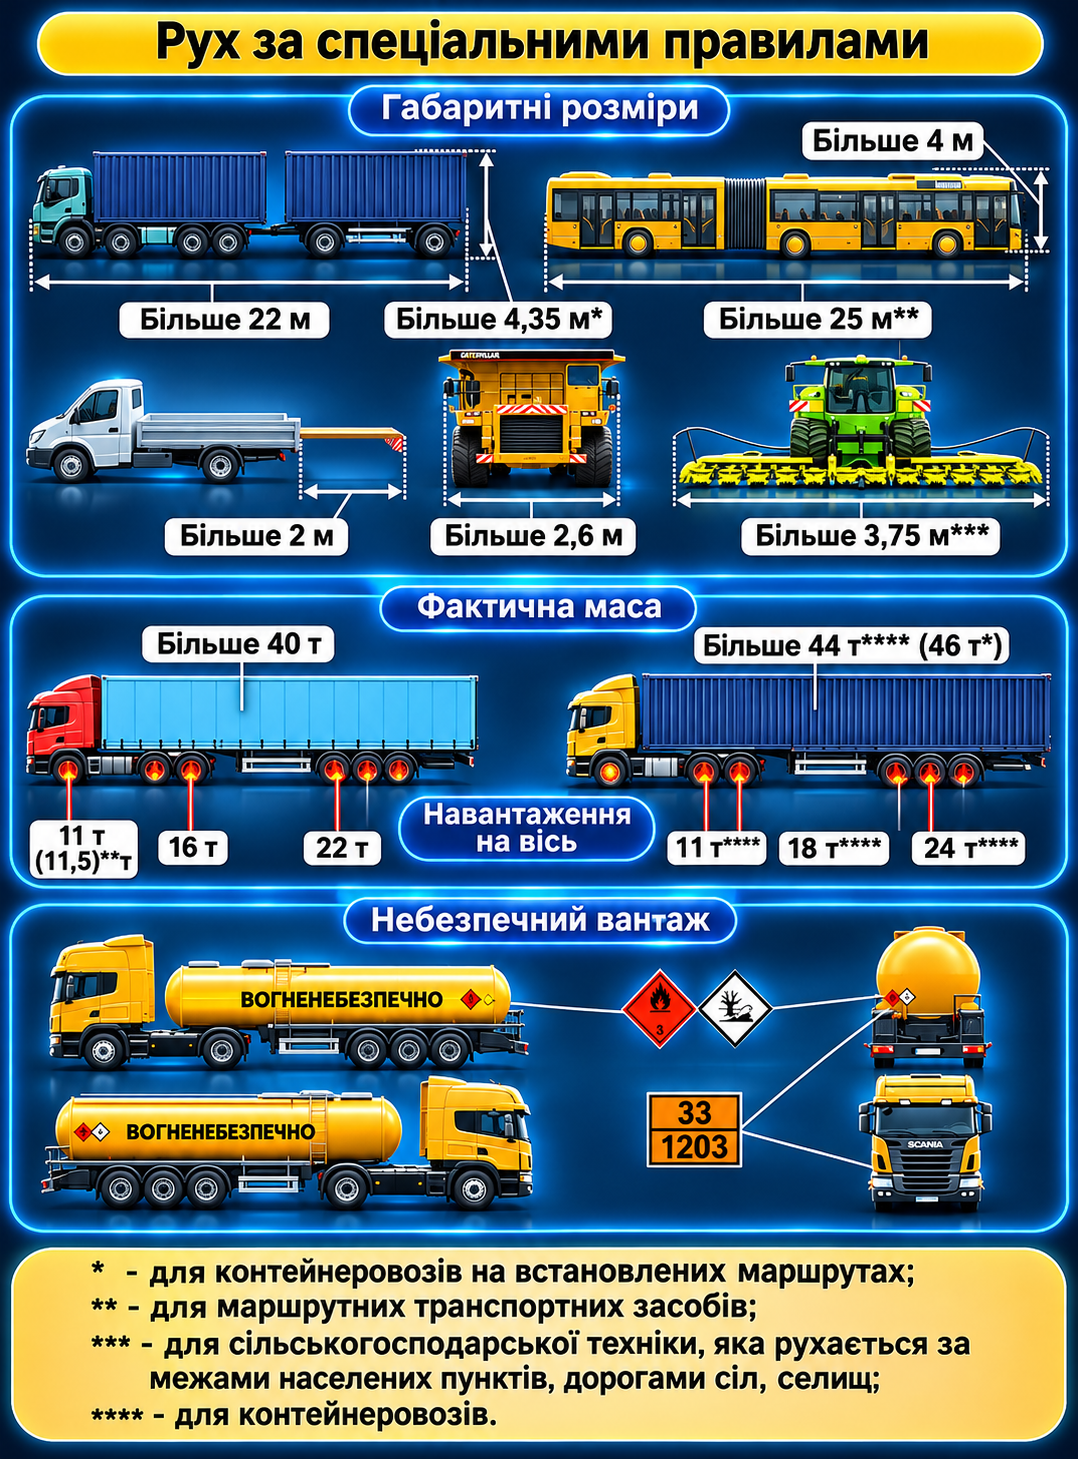 Рух за спеціальними правилами
Габаритні розміри
Більше 4 м
Більше 22 м
Більше 4,35 м*
Більше 25 м**
CATERPILLAR
Більше 2 м
Більше 2,6 м
Більше 3,75 м***
Фактична маса
Більше 40 т
Більше 44 т**** (46 т*)
Навантаження
на вісь
11 т
(11,5)**т
16 т
22 т
11 т****
18 т****
24 т****
Небезпечний вантаж
ВОГНЕНЕБЕЗПЕЧНО
3
ВОГНЕНЕБЕЗПЕЧНО
33
1203
SCANIA
* - для контейнеровозів на встановлених маршрутах;
** - для маршрутних транспортних засобів;
*** - для сільськогосподарської техніки, яка рухається за
межами населених пунктів, дорогами сіл, селищ;
**** - для контейнеровозів.